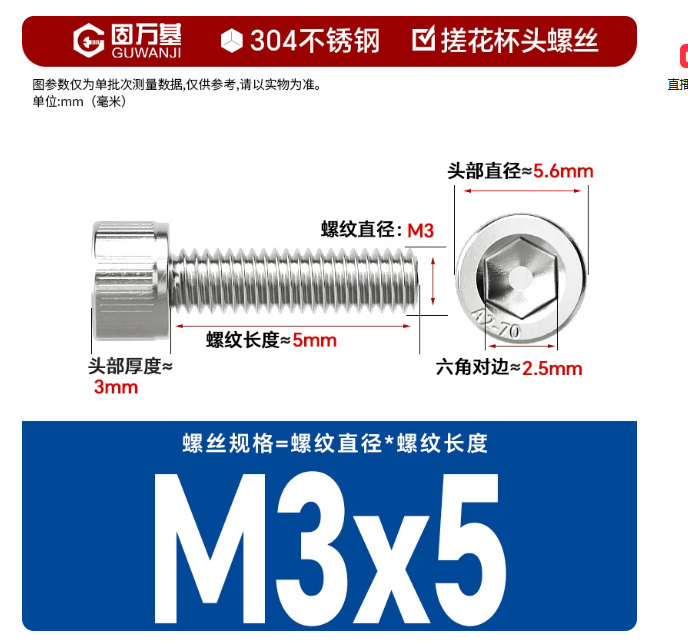 固万基
GUWANJI
304不锈钢
搓花杯头螺丝
图参数仅为单批次测量数据,仅供参考,请以实物为准。
单位:mm（毫米）
直播
头部直径≈5.6mm
螺纹直径: M3
螺纹长度≈5mm
A2-70
头部厚度≈
3mm
六角对边≈2.5mm
螺丝规格=螺纹直径*螺纹长度
M3x5